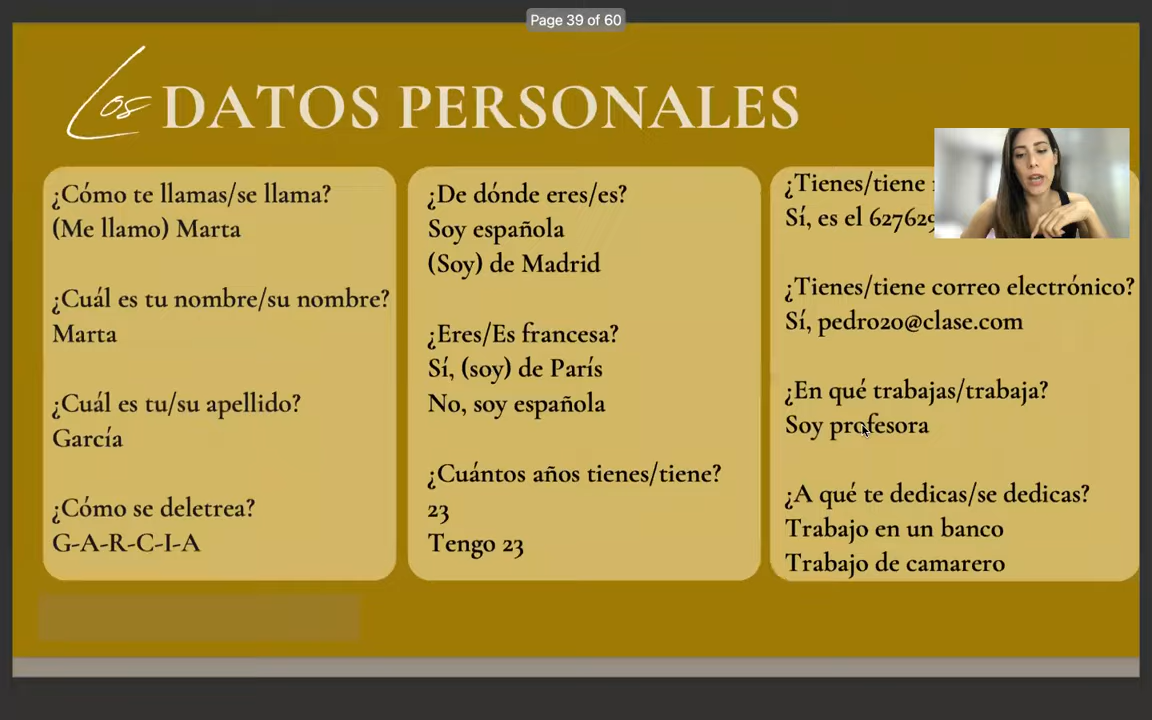 Page 39 of 60
Los DATOS PERSONALES
¿Cómo te llamas/se llama?
(Me llamo) Marta
¿Cuál es tu nombre/su nombre?
Marta
¿Cuál es tu/su apellido?
García
¿Cómo se deletrea?
G-A-R-C-I-A
¿De dónde eres/es?
Soy española
(Soy) de Madrid
¿Eres/Es francesa?
Sí, (soy) de París
No, soy española
¿Cuántos años tienes/tiene?
23
Tengo 23
¿Tienes/tiene
Sí, es el 627629
¿Tienes/tiene correo electrónico?
Sí, pedro20@clase.com
¿En qué trabajas/trabaja?
Soy profesora
¿A qué te dedicas/se dedicas?
Trabajo en un banco
Trabajo de camarero